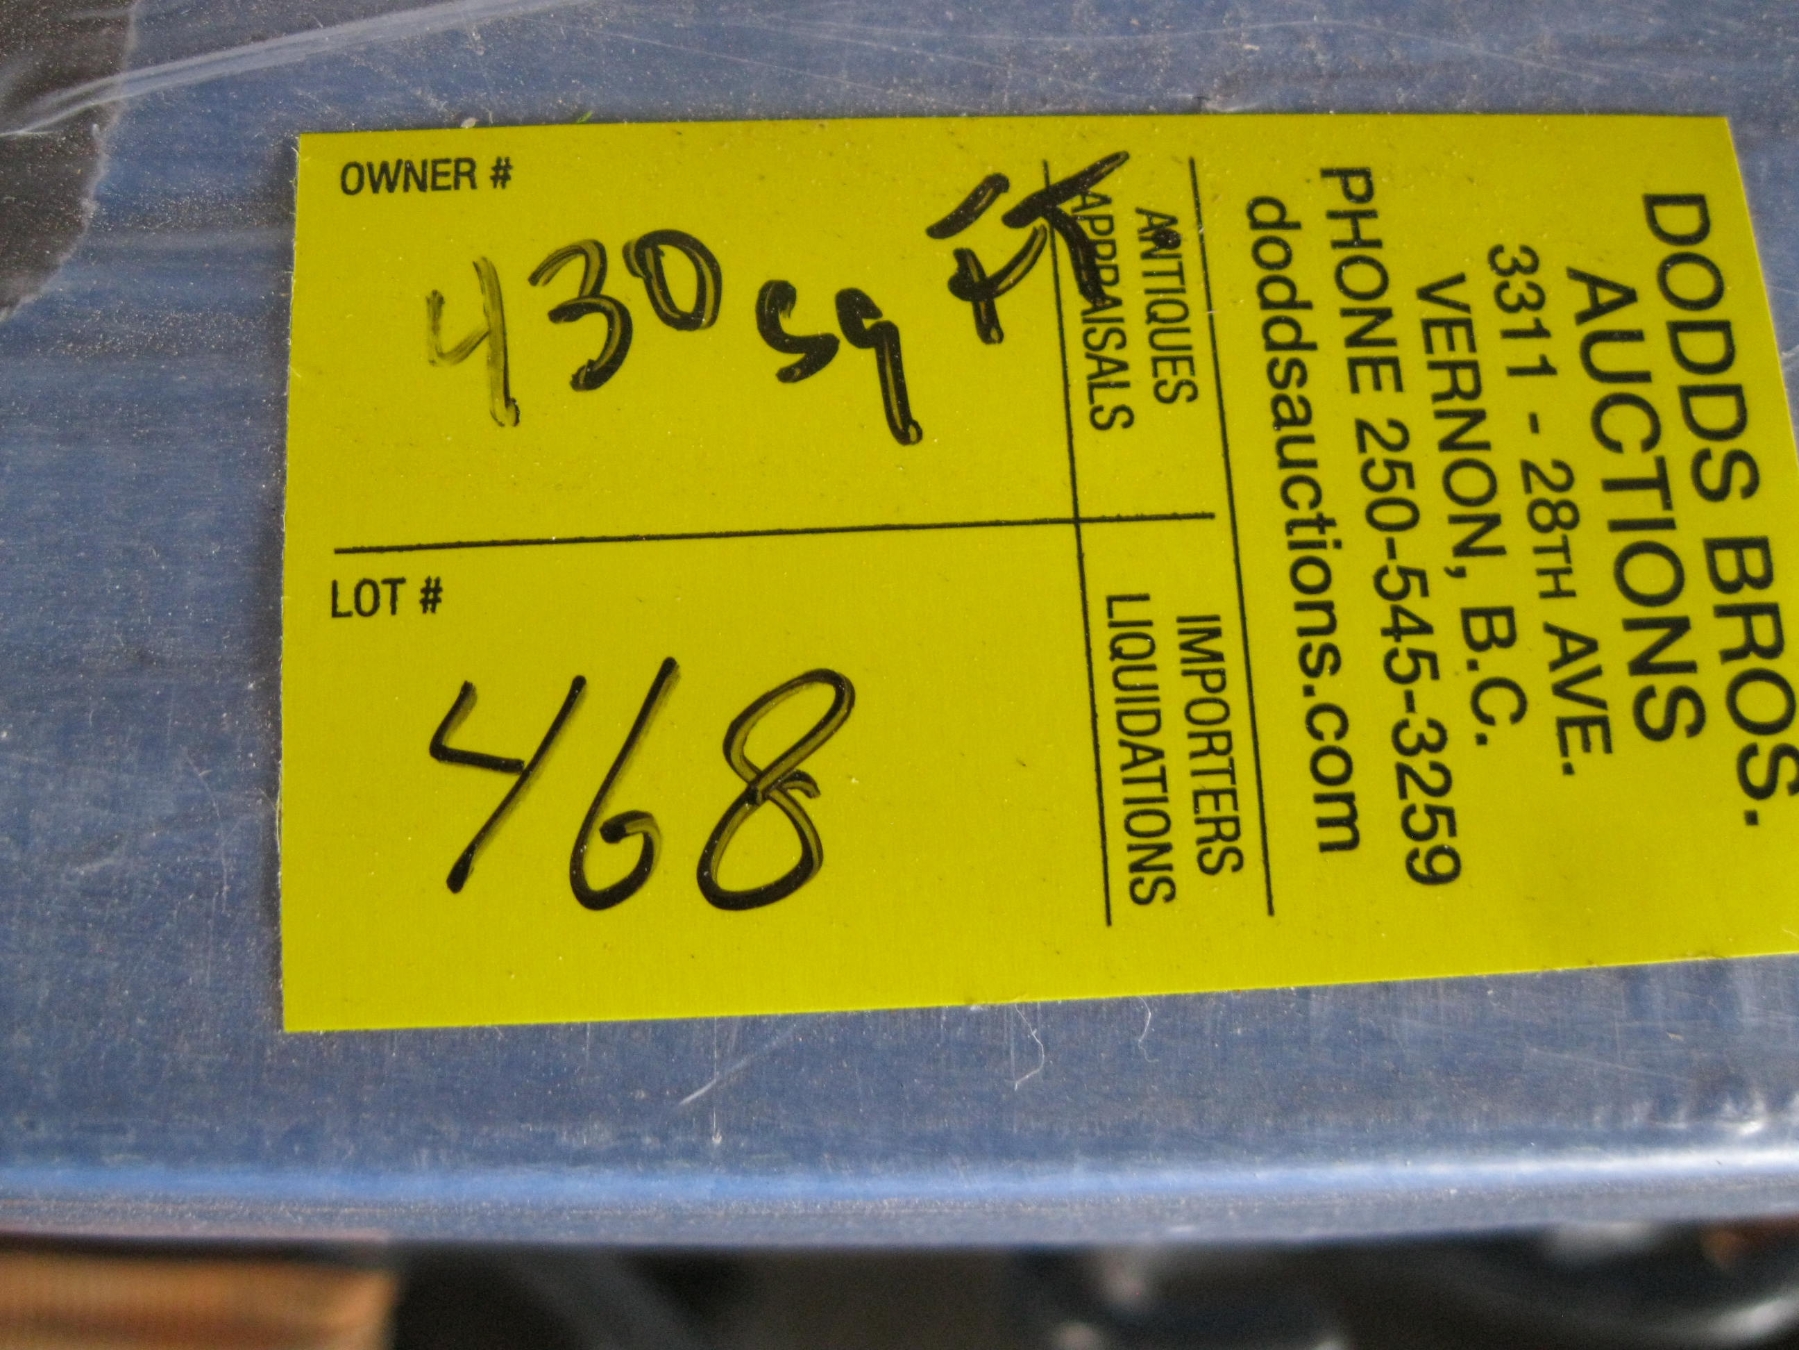 OWNER #
430 sq ft
LOT #
468
DODDS BROS.
AUCTIONS
3311 - 28TH AVE.
VERNON, B.C.
PHONE 250-545-3259
doddsauctions.com
ANTIQUES
APPRAISALS
IMPORTERS
LIQUIDATIONS